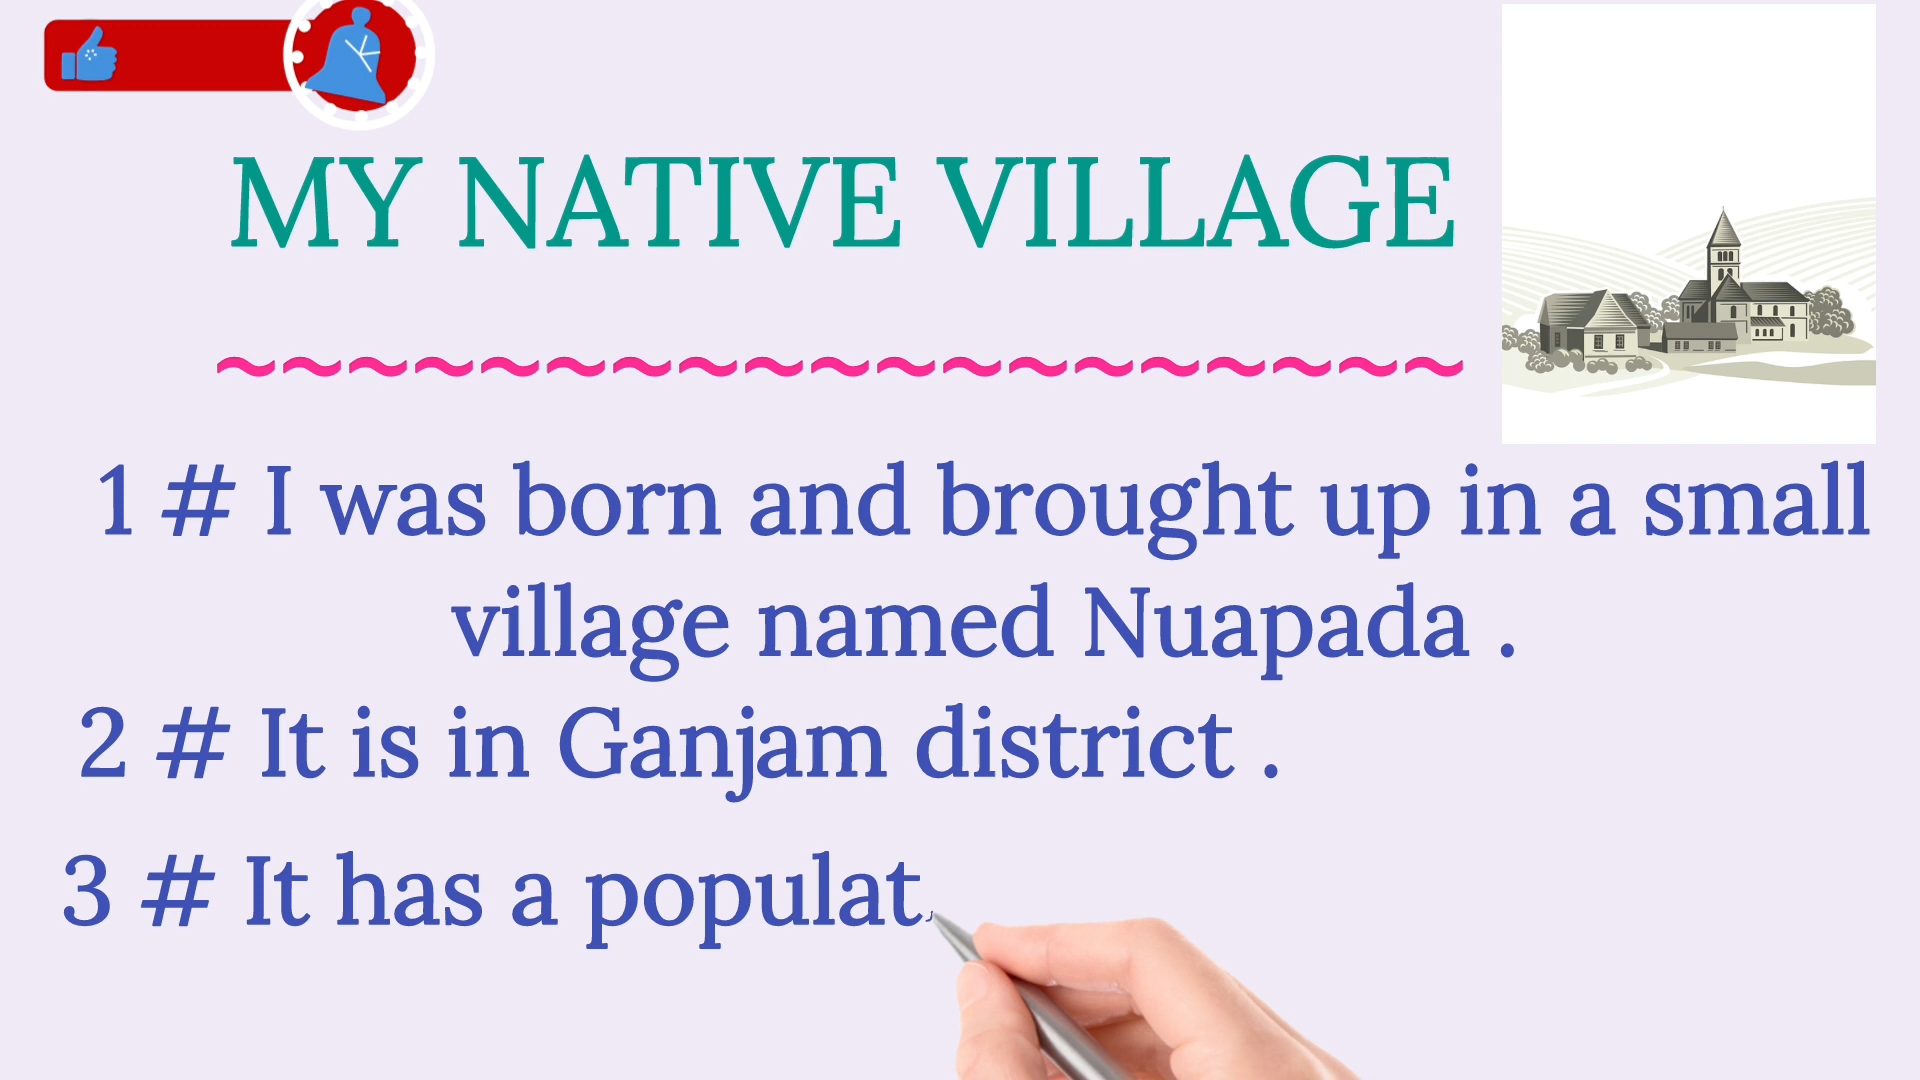 MY NATIVE VILLAGE
~~~~~~~~~~~~~~~~~~~
1 # I was born and brought up in a small
village named Nuapada .
2 # It is in Ganjam district .
3 # It has a populat